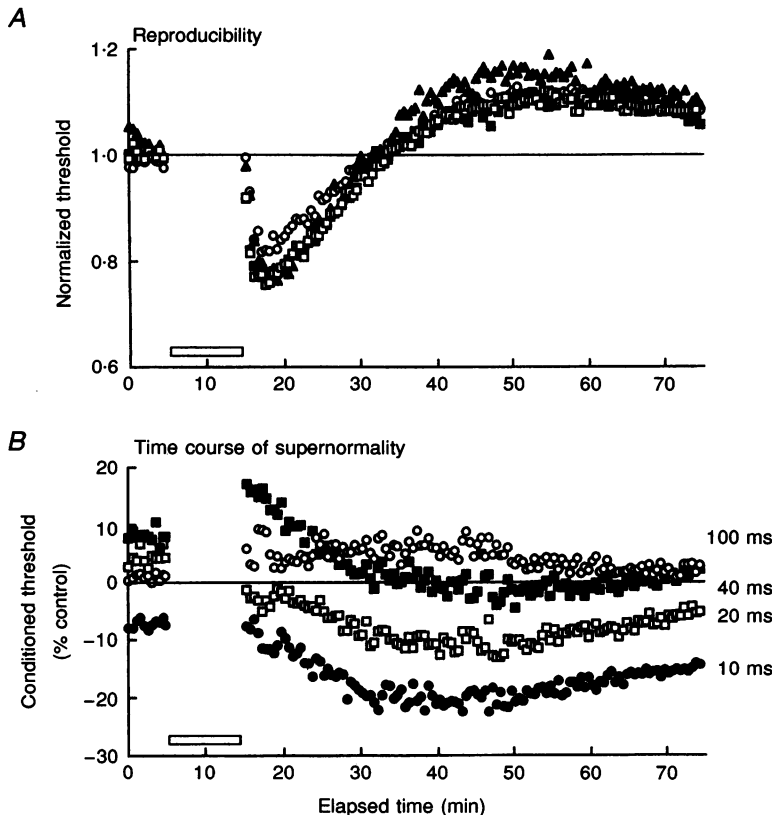 A
Reproducibility
1·2
1·0
0·8
0·6
Normalized threshold
0 10 20 30 40 50 60 70
B
Time course of supernormality
20
10
0
−10
−20
−30
Conditioned threshold
(% control)
100 ms
40 ms
20 ms
10 ms
0 10 20 30 40 50 60 70
Elapsed time (min)